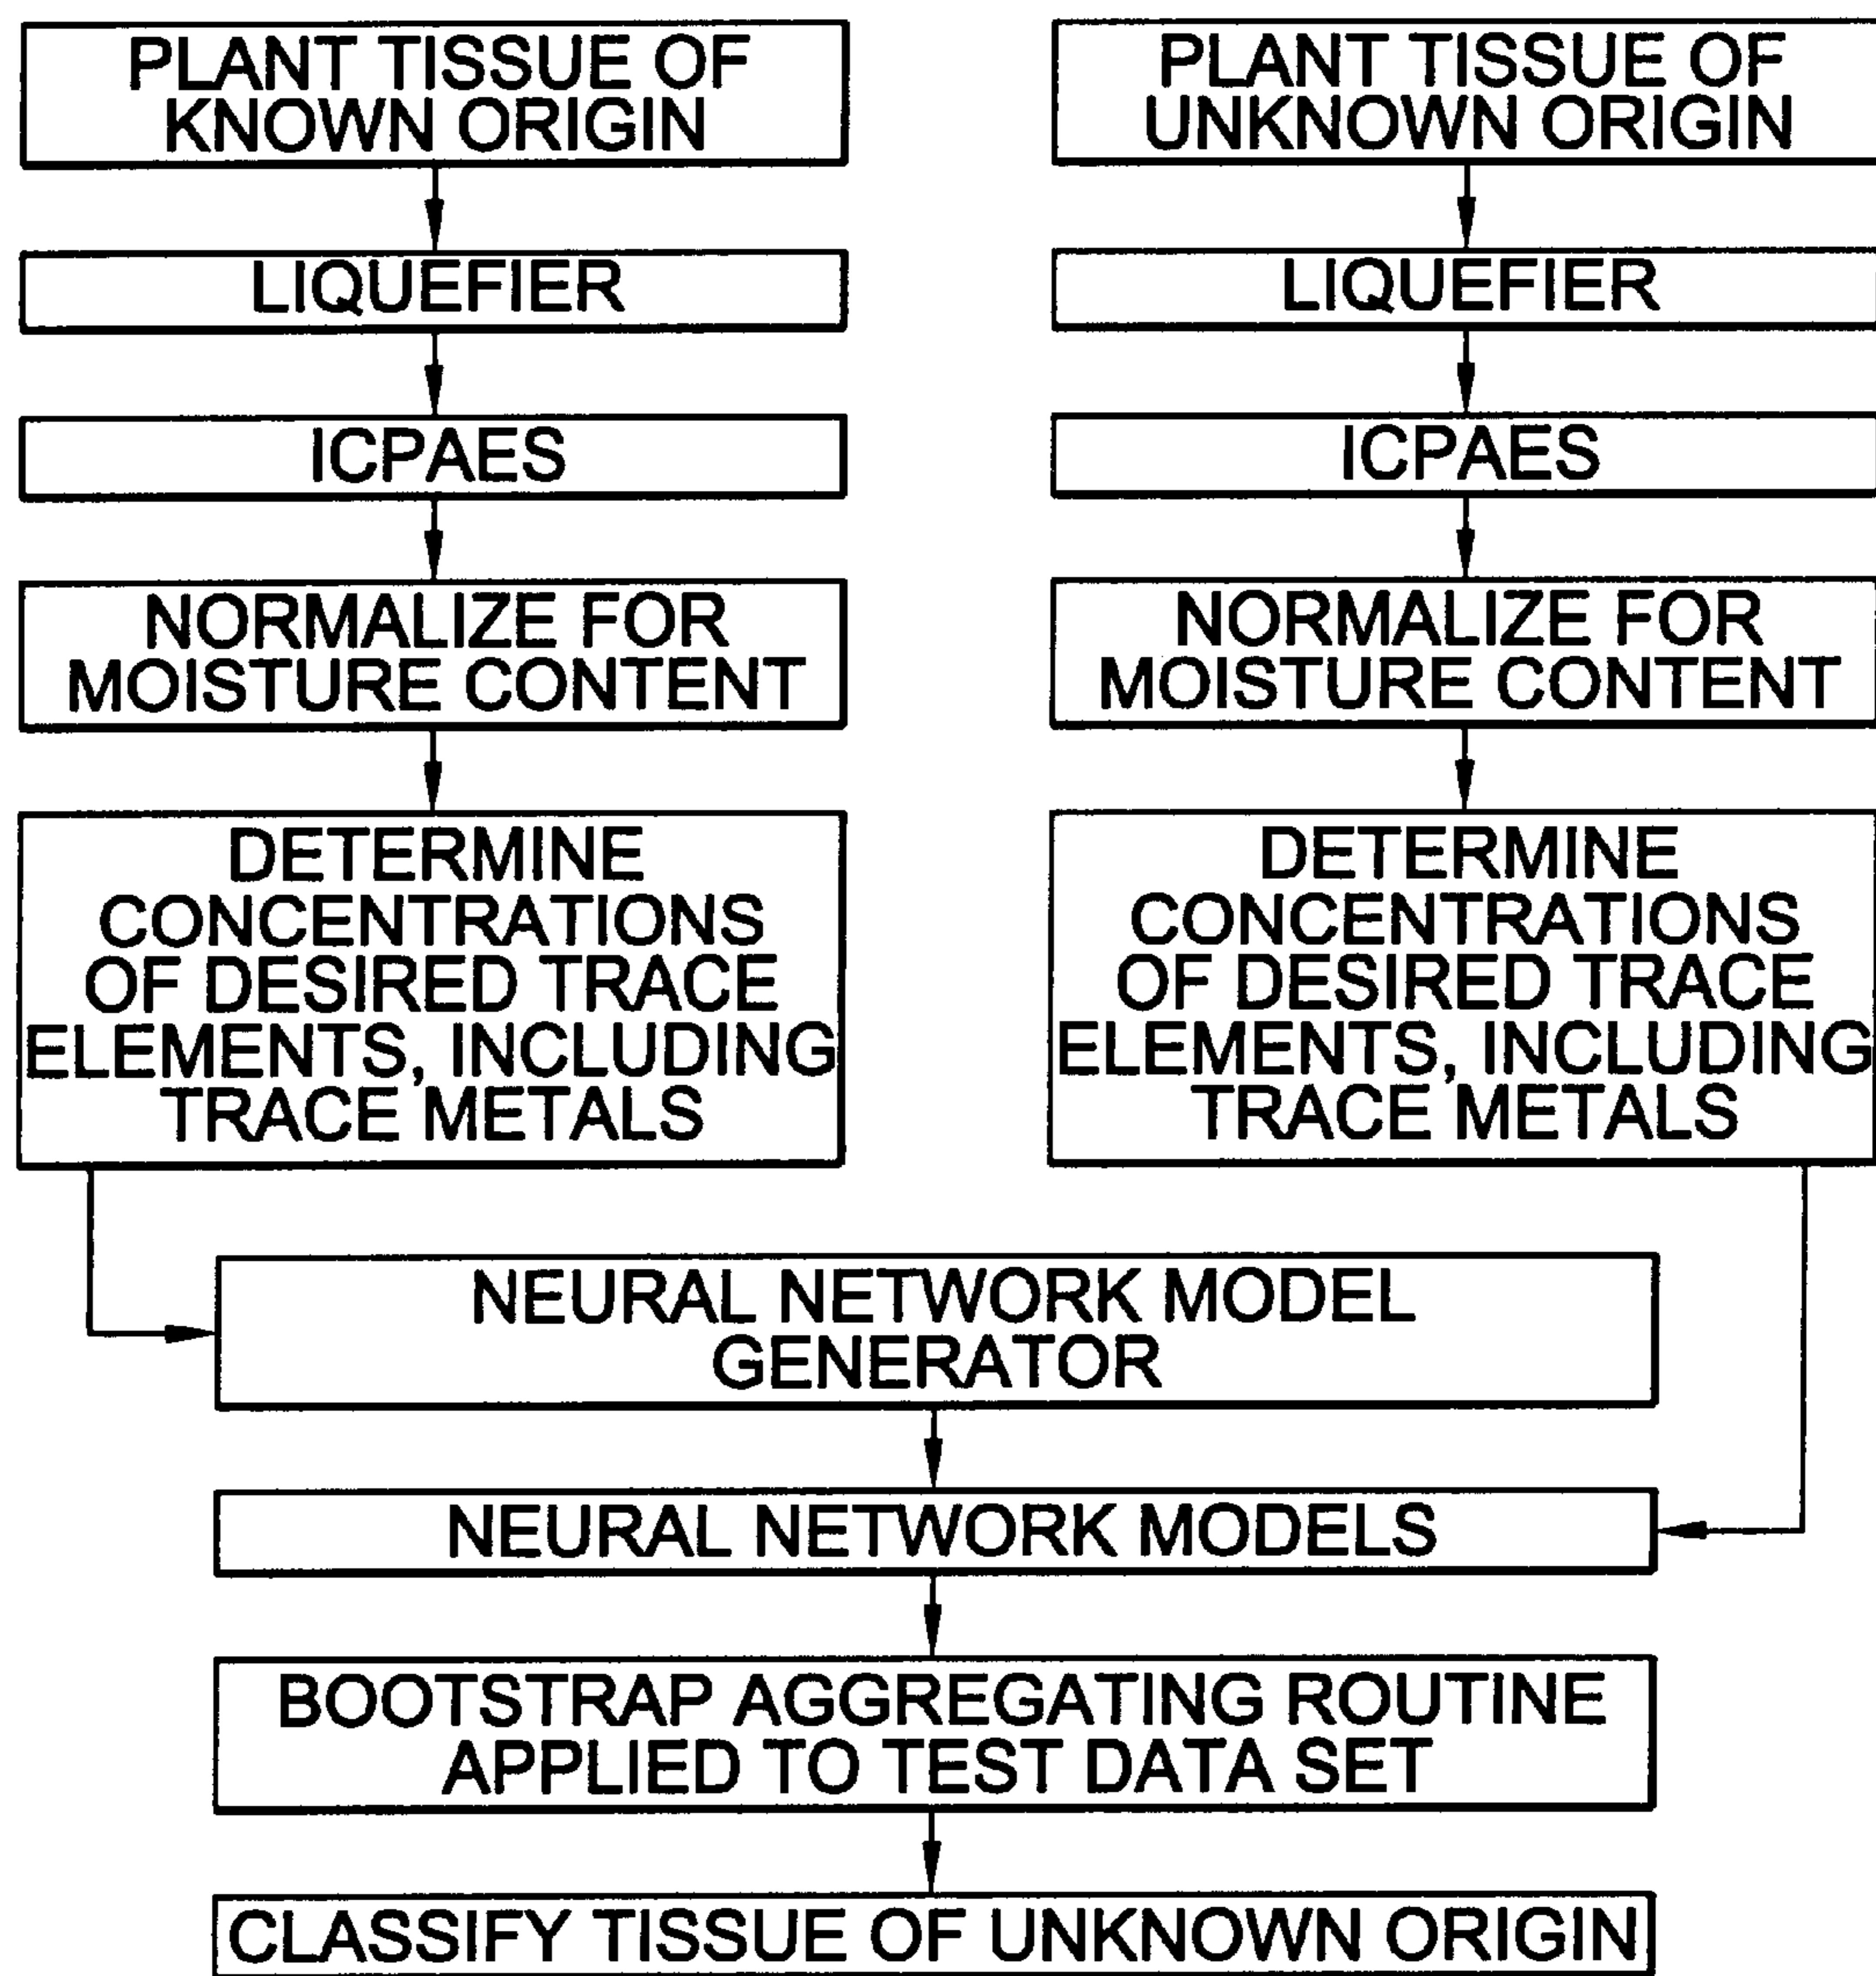 PLANT TISSUE OF
KNOWN ORIGIN
LIQUEFIER
ICPAES
NORMALIZE FOR
MOISTURE CONTENT
DETERMINE
CONCENTRATIONS
OF DESIRED TRACE
ELEMENTS, INCLUDING
TRACE METALS
PLANT TISSUE OF
UNKNOWN ORIGIN
LIQUEFIER
ICPAES
NORMALIZE FOR
MOISTURE CONTENT
DETERMINE
CONCENTRATIONS
OF DESIRED TRACE
ELEMENTS, INCLUDING
TRACE METALS
NEURAL NETWORK MODEL
GENERATOR
NEURAL NETWORK MODELS
BOOTSTRAP AGGREGATING ROUTINE
APPLIED TO TEST DATA SET
CLASSIFY TISSUE OF UNKNOWN ORIGIN